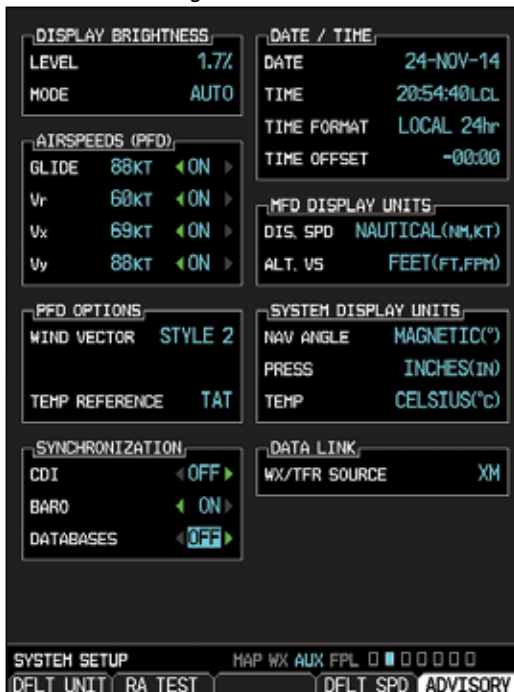 DISPLAY BRIGHTNESS
LEVEL 1.7%
MODE AUTO
AIRSPEEDS (PFD)
GLIDE 88KT ON
Vr 60KT ON
Vx 69KT ON
Vy 88KT ON
PFD OPTIONS
WIND VECTOR STYLE 2
TEMP REFERENCE TAT
SYNCHRONIZATION
CDI OFF
BARO ON
DATABASES OFF
DATE / TIME
DATE 24-NOV-14
TIME 20:54:40LCL
TIME FORMAT LOCAL 24hr
TIME OFFSET -00:00
MFD DISPLAY UNITS
DIS, SPD NAUTICAL(NM,KT)
ALT, VS FEET(FT,FPM)
SYSTEM DISPLAY UNITS
NAV ANGLE MAGNETIC(°)
PRESS INCHES(IN)
TEMP CELSIUS(°C)
DATA LINK
WX/TFR SOURCE XM
SYSTEM SETUP MAP WX AUX FPL
DFLT UNIT RA TEST DFLT SPD ADVISORY